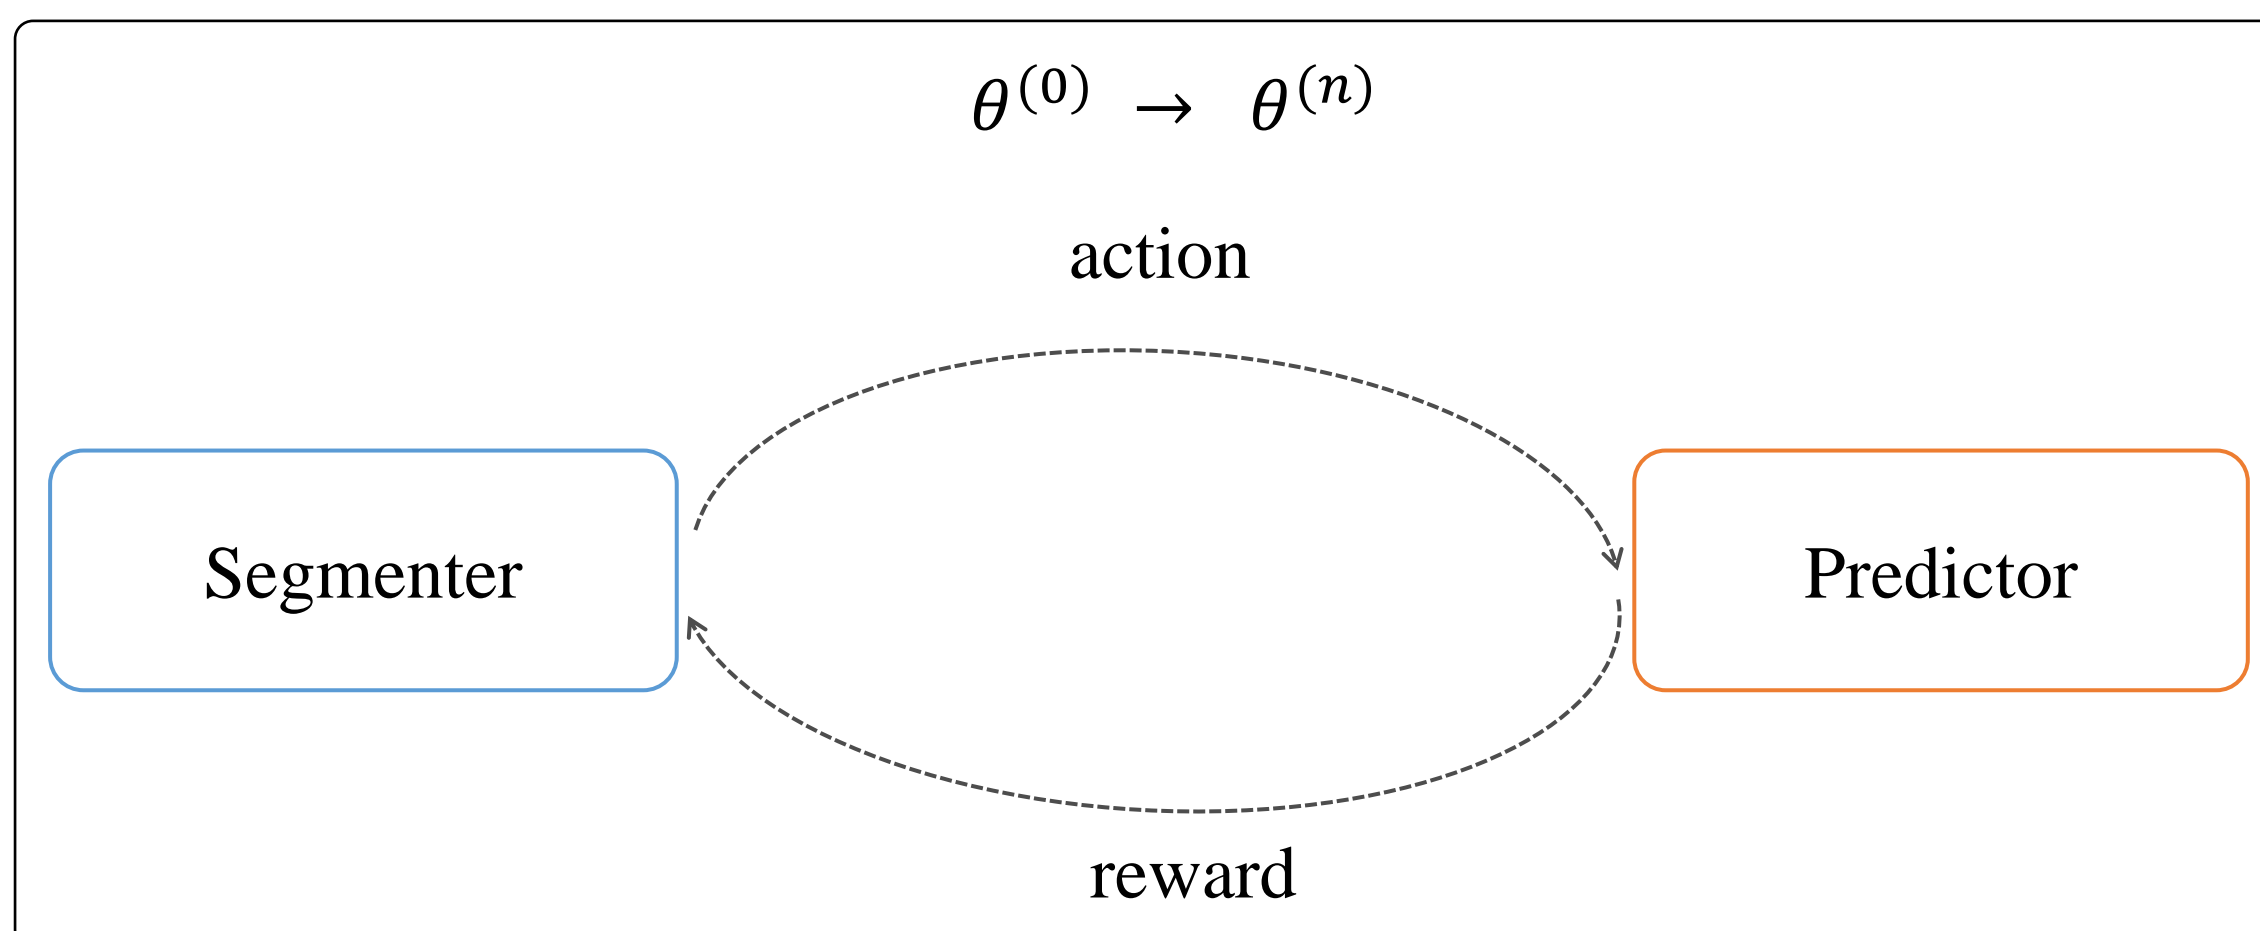 θ⁽⁰⁾ → θ⁽ⁿ⁾
action
Segmenter
Predictor
reward